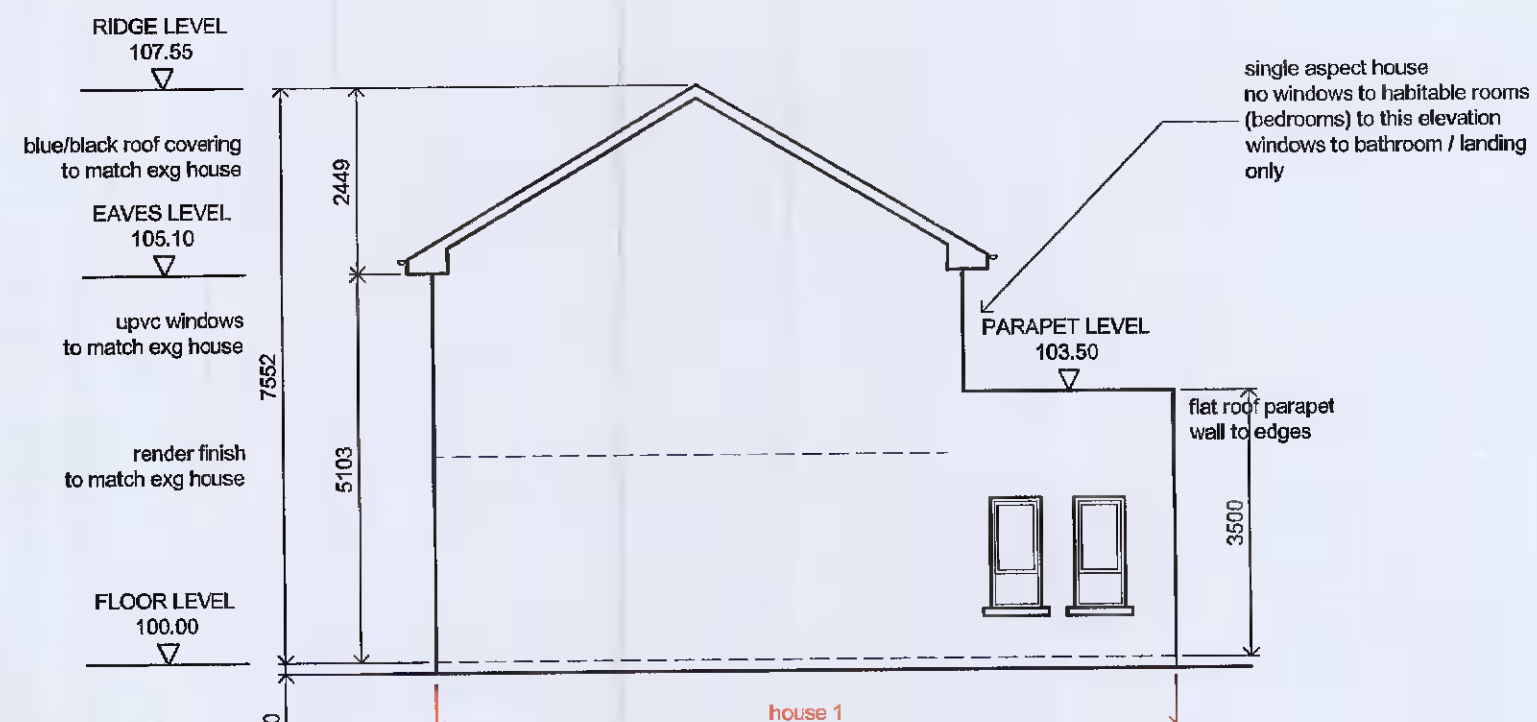 RIDGE LEVEL
107.55
blue/black roof covering
to match exg house
EAVES LEVEL
105.10
upvc windows
to match exg house
render finish
to match exg house
FLOOR LEVEL
100.00
7552
2449
5103
single aspect house
no windows to habitable rooms
(bedrooms) to this elevation
windows to bathroom / landing
only
PARAPET LEVEL
103.50
flat roof parapet
wall to edges
3500
house 1